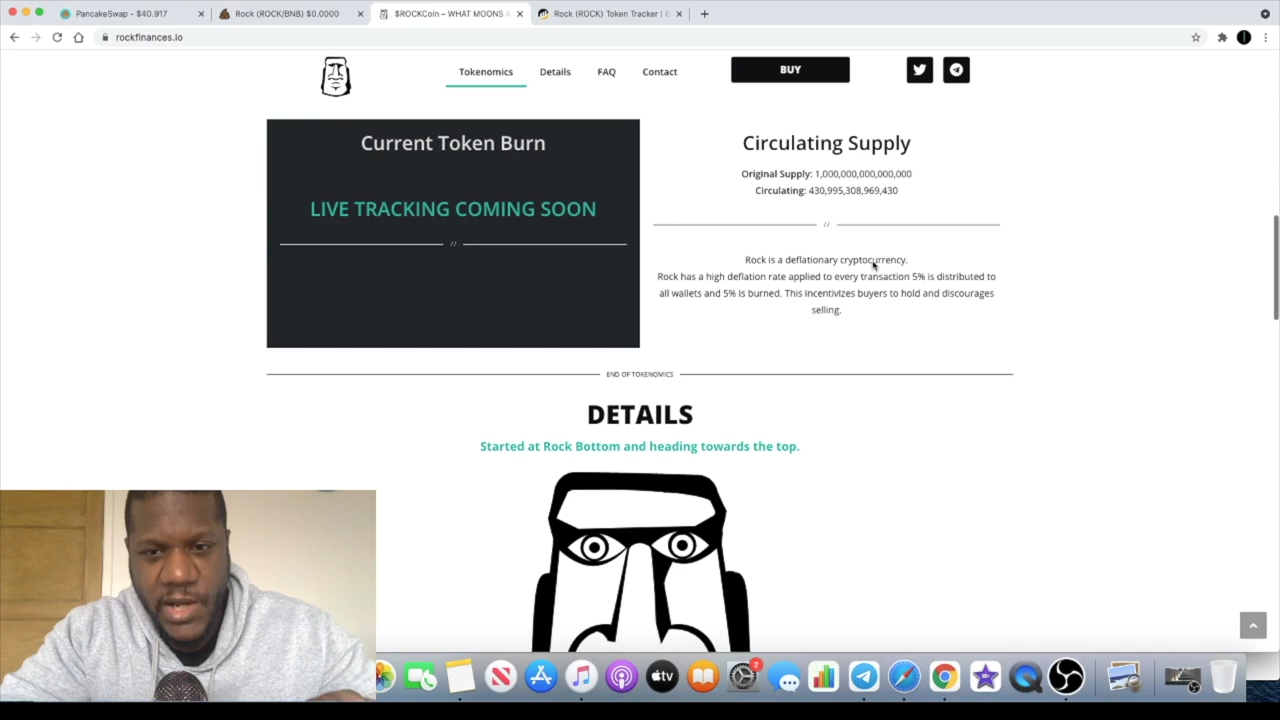 PancakeSwap - $40.917
Rock (ROCK/BNB) $0.0000
$ROCKCoin – WHAT MOONS
Rock (ROCK) Token Tracker |
rockfinances.io
Tokenomics
Details
FAQ
Contact
BUY
Current Token Burn
LIVE TRACKING COMING SOON
//
Circulating Supply
Original Supply: 1,000,000,000,000,000
Circulating: 430,995,308,969,430
//
Rock is a deflationary cryptocurrency.
Rock has a high deflation rate applied to every transaction 5% is distributed to
all wallets and 5% is burned. This incentivizes buyers to hold and discourages
selling.
END OF TOKENOMICS
DETAILS
Started at Rock Bottom and heading towards the top.
tv
2